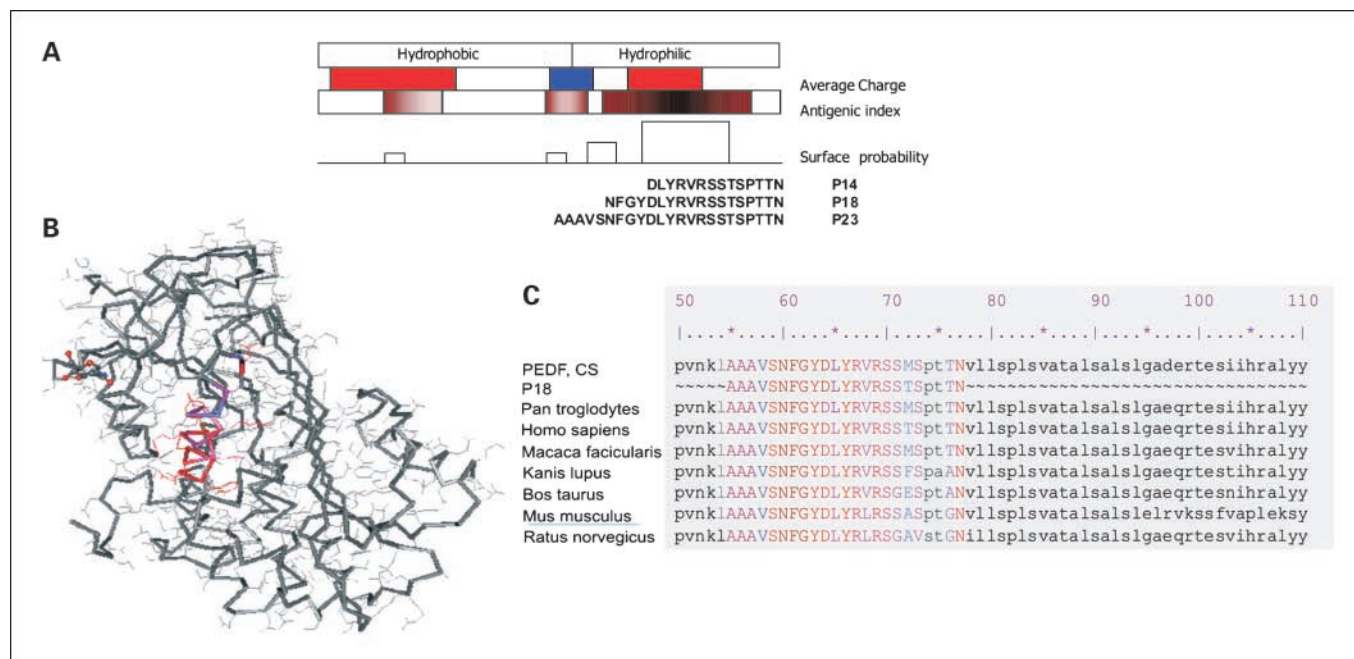 A
Hydrophobic Hydrophilic
Average Charge
Antigenic index
Surface probability
DLYRVRSSTSPTTN P14
NFGYDLYRVRSSTSPTTN P18
AAAVSNFGYDLYRVRSSTSPTTN P23
B
C
50 60 70 80 90 100 110
|....*....|....*....|....*....|....*....|....*....|....*....|
PEDF, CS pvnklAAAVSNFGYDLYRVRSSMSptTNvllsplsvatalsalslgadertesiihralyy
P18 ~~~~~AAAVSNFGYDLYRVRSSTSptTN~~~~~~~~~~~~~~~~~~~~~~~~~~~~~~~~~
Pan troglodytes pvnklAAAVSNFGYDLYRVRSSMSptTNvllsplsvatalsalslgaeqrtesiihralyy
Homo sapiens pvnklAAAVSNFGYDLYRVRSSTSptTNvllsplsvatalsalslgaeqrtesiihralyy
Macaca facicularis pvnklAAAVSNFGYDLYRVRSSMSptTNvllsplsvatalsalslgaeqrtesvihralyy
Kanis lupus pvnklAAAVSNFGYDLYRVRSSFSpaANvllsplsvatalsalslgaeqrtestihralyy
Bos taurus pvnklAAAVSNFGYDLYRVRSGESptANvllsplsvatalsalslgaeqrtesnihralyy
Mus musculus pvnklAAAVSNFGYDLYRLRSSASptGNvllsplsvatalsalslelrvkssfvapleksy
Ratus norvegicus pvnklAAAVSNFGYDLYRLRSGAVstGNillsplsvatalsalslgaeqrtesvihralyy